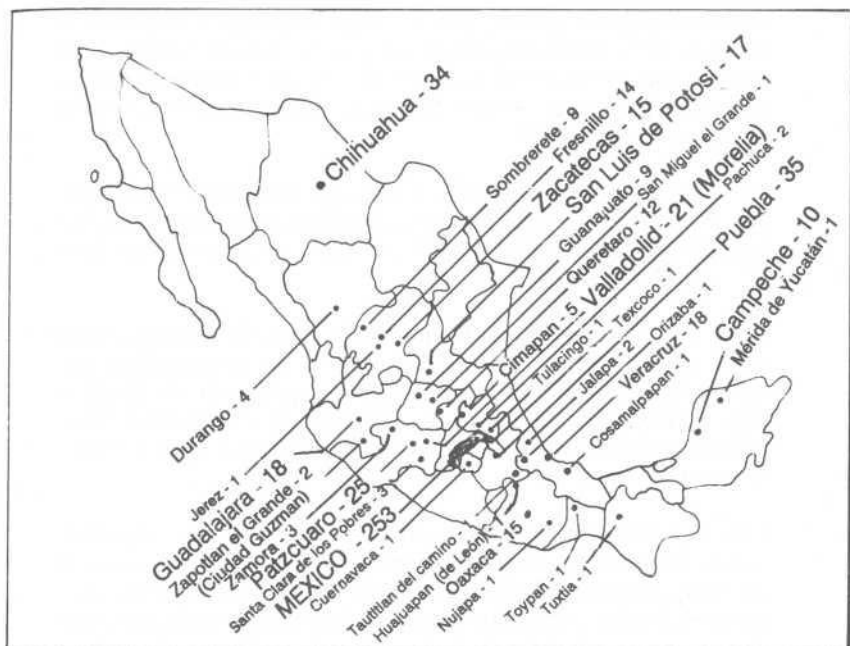 Chihuahua - 34
Sombrerete - 9
Fresnillo - 14
Zacatecas - 15
San Luis de Potosi - 17
Guanajuato - 9
San Miguel el Grande - 1
Queretaro - 12
Cimapan - 5
Valladolid - 21 (Morelia)
Pachuca - 2
Tulacingo - 1
Texcoco - 1
Puebla - 35
Jalapa - 2
Orizaba - 1
Veracruz - 18
Cosamalpapan - 1
Campeche - 10
Mérida de Yucatán - 1
Durango - 4
Jerez - 1
Guadalajara - 18
Zapotlan el Grande - 2
(Ciudad Guzman)
Zamora - 3
Patzcuaro - 25
Santa Clara de los Pobres - 3
MEXICO - 253
Cuernavaca - 1
Tautitlan del camino - 1
Huajuapan (de León)
Oaxaca - 15
Nujapa - 1
Toypan - 1
Tuxtla - 1